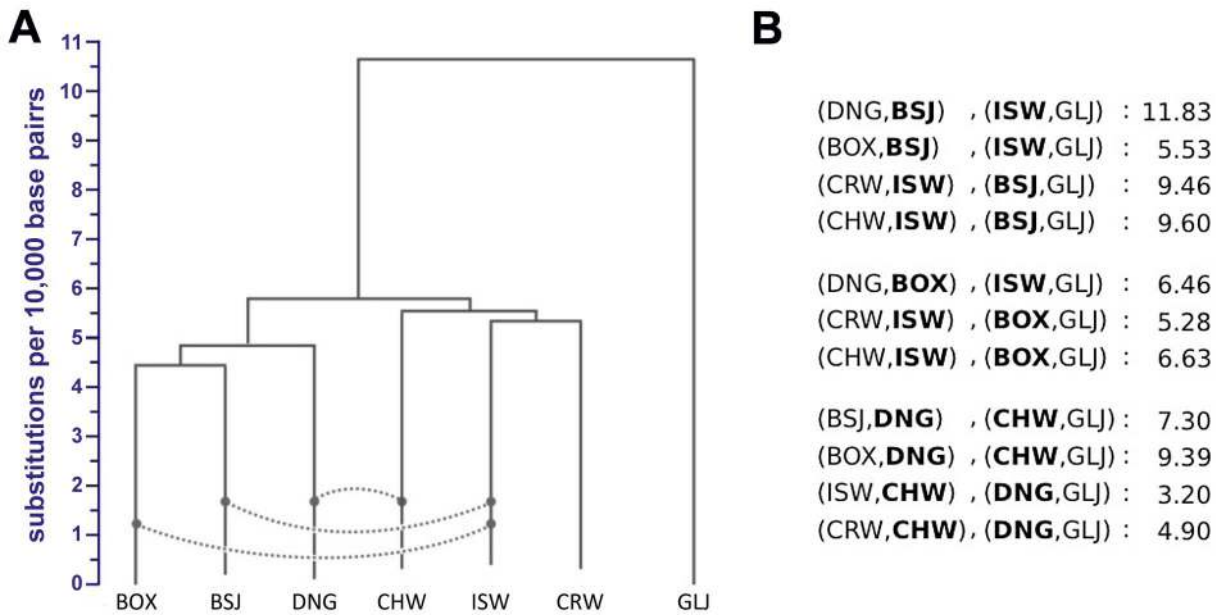 A
B
substitutions per 10,000 base pairrs
11
10
9
8
7
6
5
4
3
2
1
0
BOX BSJ DNG CHW ISW CRW GLJ
(DNG,BSJ) , (ISW,GLJ) : 11.83
(BOX,BSJ) , (ISW,GLJ) : 5.53
(CRW,ISW) , (BSJ,GLJ) : 9.46
(CHW,ISW) , (BSJ,GLJ) : 9.60
(DNG,BOX) , (ISW,GLJ) : 6.46
(CRW,ISW) , (BOX,GLJ) : 5.28
(CHW,ISW) , (BOX,GLJ) : 6.63
(BSJ,DNG) , (CHW,GLJ) : 7.30
(BOX,DNG) , (CHW,GLJ) : 9.39
(ISW,CHW) , (DNG,GLJ) : 3.20
(CRW,CHW) , (DNG,GLJ) : 4.90